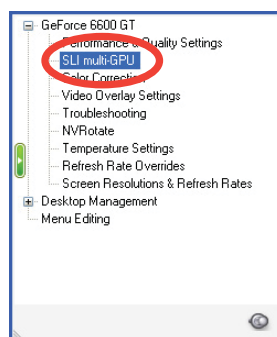 GeForce 6600 GT
Performance & Quality Settings
SLI multi-GPU
Color Correction
Video Overlay Settings
Troubleshooting
NVRotate
Temperature Settings
Refresh Rate Overrides
Screen Resolutions & Refresh Rates
Desktop Management
Menu Editing